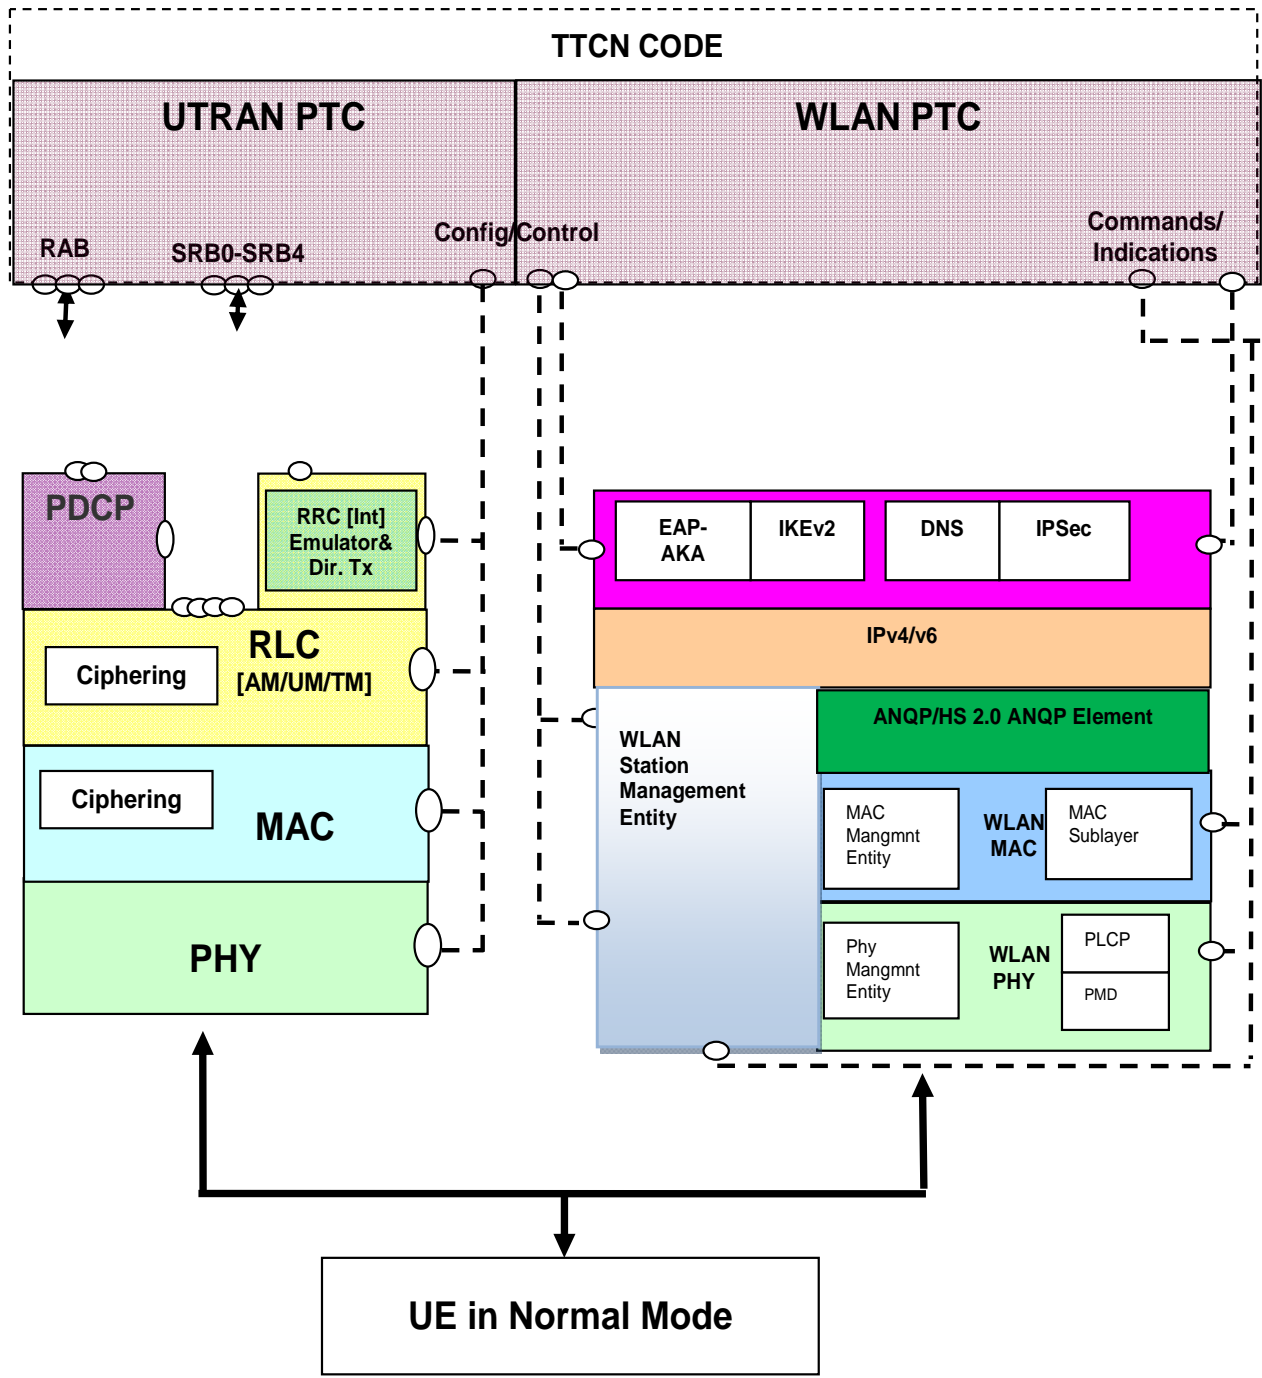 TTCN CODE
UTRAN PTC
WLAN PTC
RAB
SRB0-SRB4
Config/Control
Commands/
Indications
PDCP
RRC [Int]
Emulator&
Dir. Tx
RLC
[AM/UM/TM]
Ciphering
Ciphering
MAC
PHY
EAP-
AKA
IKEv2
DNS
IPSec
IPv4/v6
WLAN
Station
Management
Entity
ANQP/HS 2.0 ANQP Element
MAC
Mangmnt
Entity
WLAN
MAC
MAC
Sublayer
Phy
Mangmnt
Entity
WLAN
PHY
PLCP
PMD
UE in Normal Mode